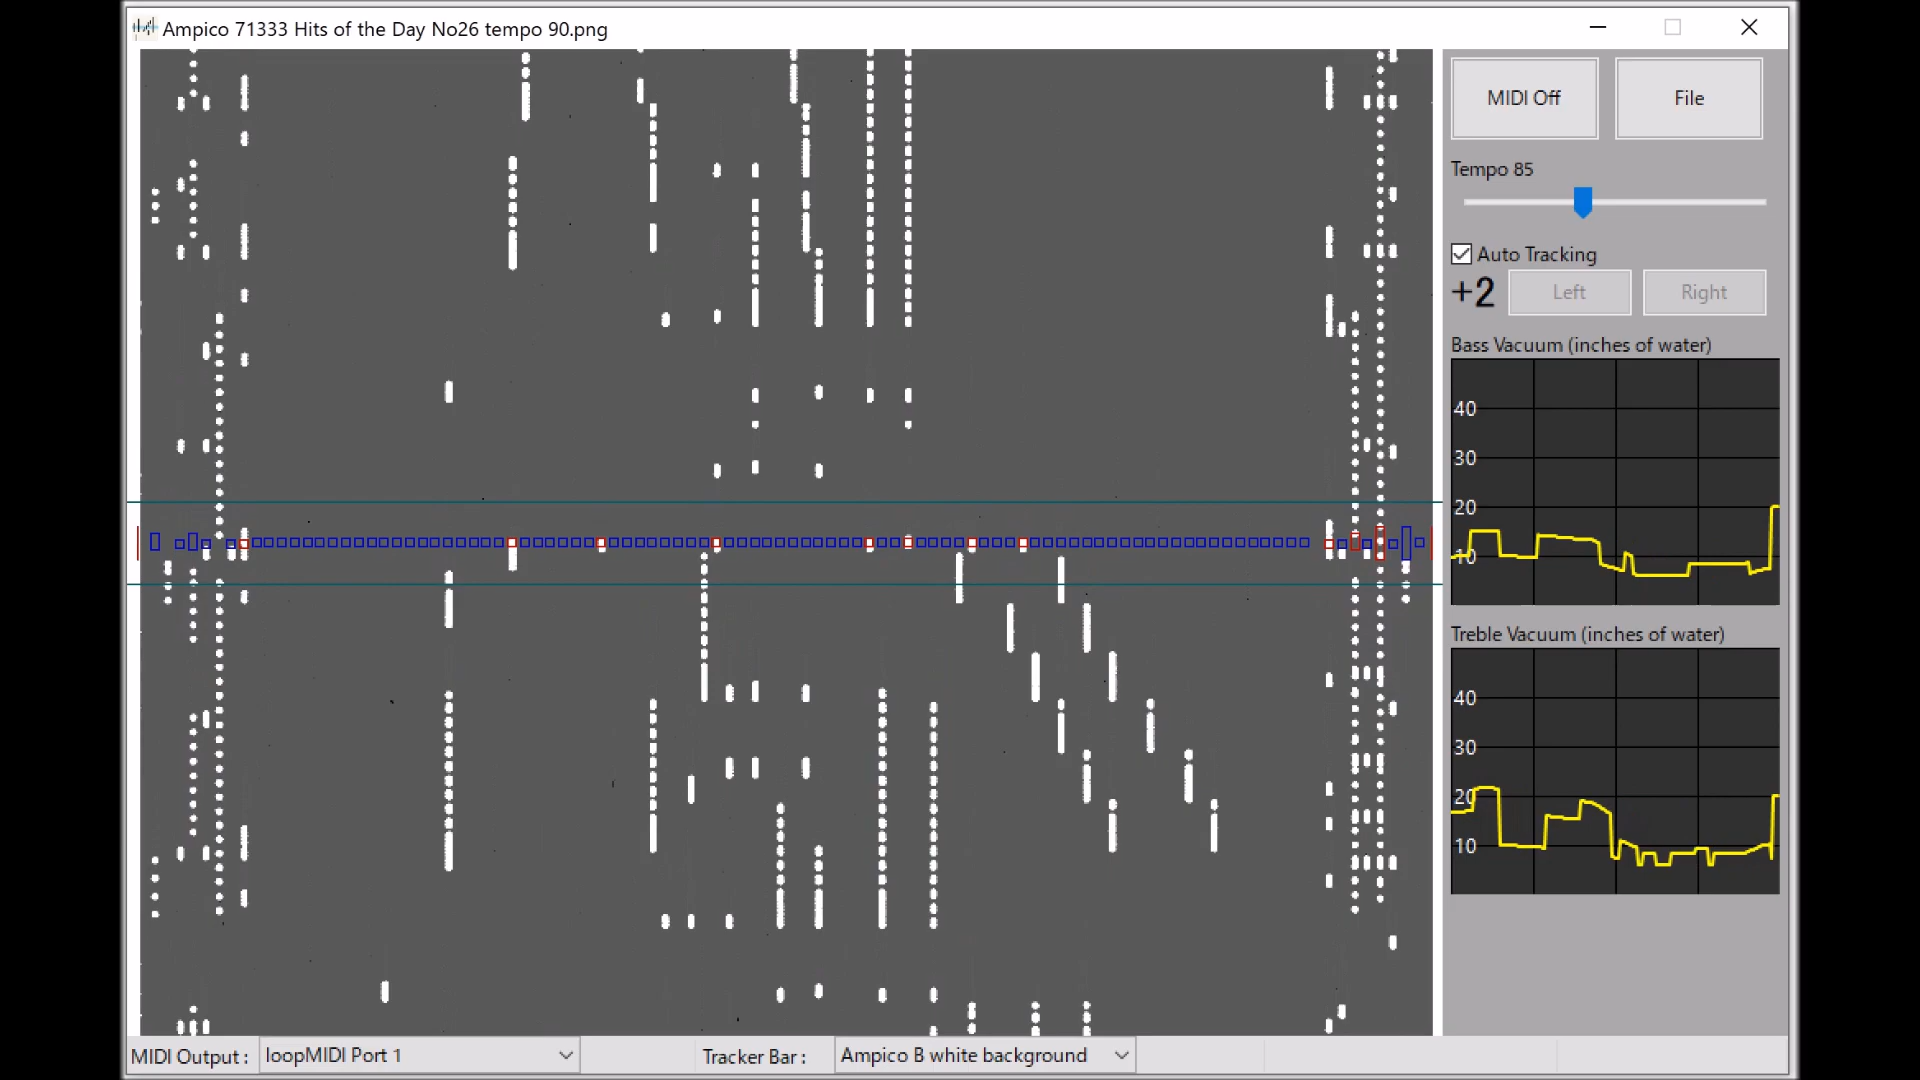 Ampico 71333 Hits of the Day No26 tempo 90.png
MIDI Off
File
Tempo 85
Auto Tracking
+2
Left
Right
Bass Vacuum (inches of water)
40
30
20
10
Treble Vacuum (inches of water)
40
30
20
10
MIDI Output : loopMIDI Port 1 Tracker Bar : Ampico B white background